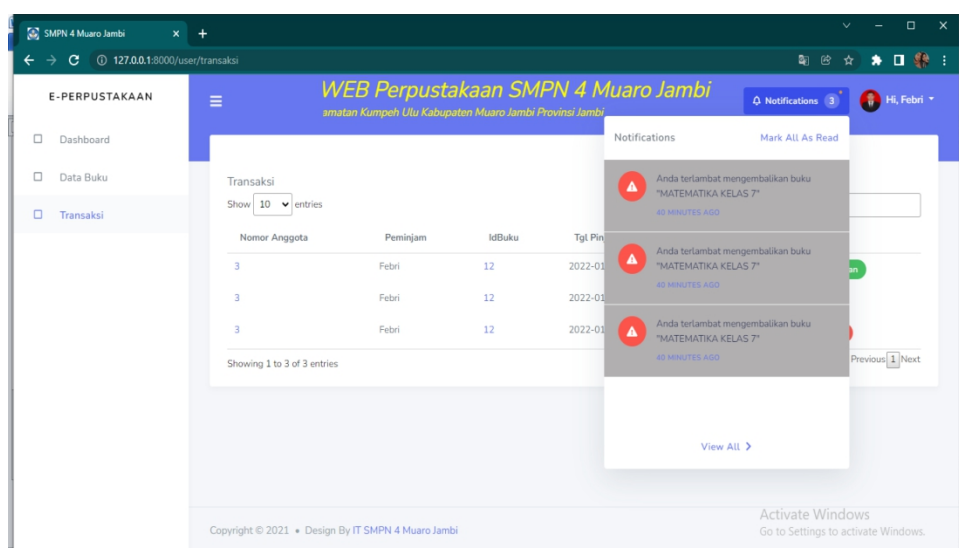 SMPN 4 Muaro Jambi
127.0.0.1:8000/user/transaksi
E-PERPUSTAKAAN
Dashboard
Data Buku
Transaksi
WEB Perpustakaan SMPN 4 Muaro Jambi
amatan Kumpeh Ulu Kabupaten Muaro Jambi Provinsi Jambi
Notifications 3
Hi, Febri
Notifications
Mark All As Read
Anda terlambat mengembalikan buku
"MATEMATIKA KELAS 7"
40 MINUTES AGO
Anda terlambat mengembalikan buku
"MATEMATIKA KELAS 7"
40 MINUTES AGO
Anda terlambat mengembalikan buku
"MATEMATIKA KELAS 7"
40 MINUTES AGO
View All
Transaksi
Show 10 entries
Nomor Anggota Peminjam IdBuku Tgl Pin
3 Febri 12 2022-01
an
3 Febri 12 2022-01
3 Febri 12 2022-01
Showing 1 to 3 of 3 entries
Previous 1 Next
Copyright © 2021 • Design By IT SMPN 4 Muaro Jambi
Activate Windows
Go to Settings to activate Windows.